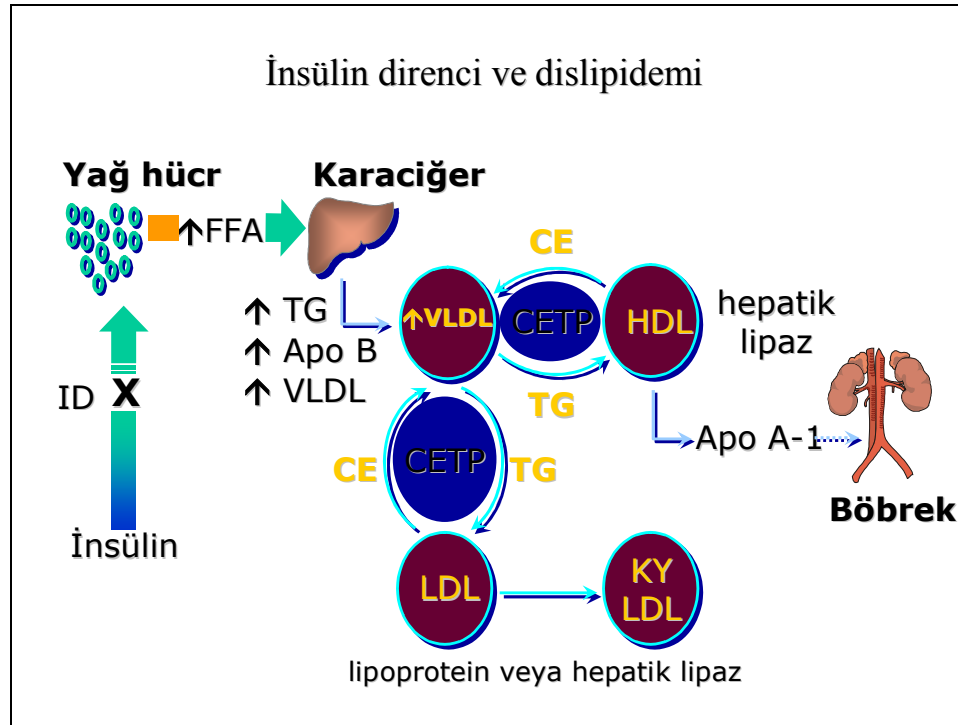 İnsülin direnci ve dislipidemi
Yağ hücr
Karaciğer
↑FFA
CE
↑ TG
↑ Apo B
↑ VLDL
↑VLDL
CETP
HDL
hepatik
lipaz
ID X
TG
Apo A-1
CE
CETP
TG
Böbrek
İnsülin
LDL
KY
LDL
lipoprotein veya hepatik lipaz